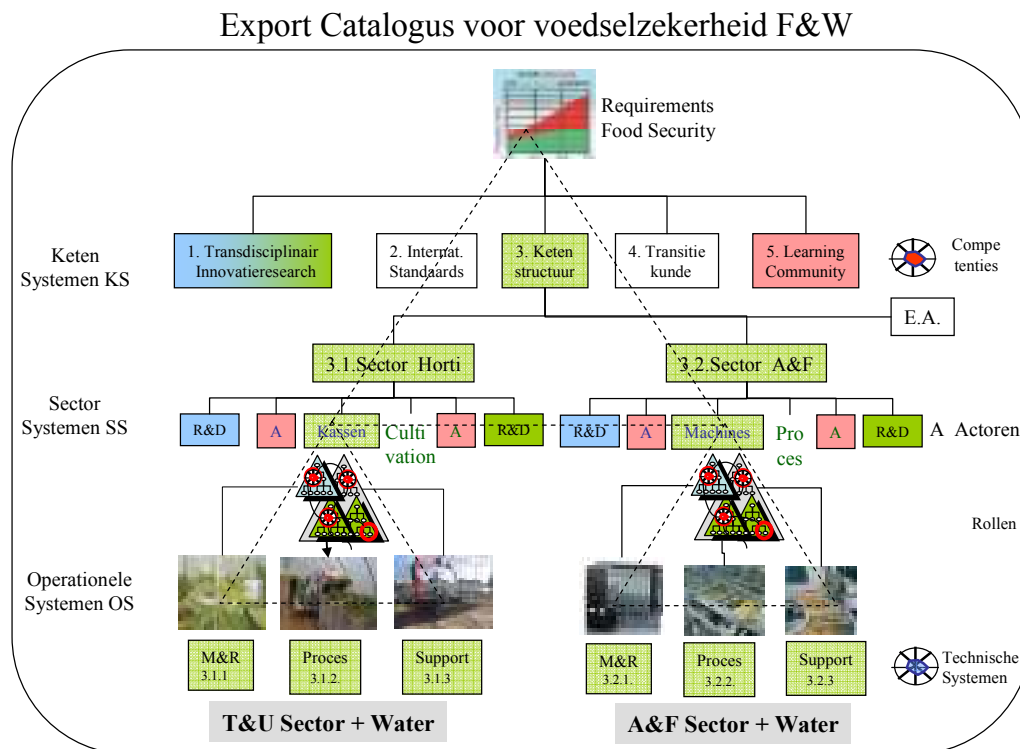 Export Catalogus voor voedselzekerheid F&W
Requirements
Food Security
Keten
Systemen KS
1. Transdisciplinair
Innovatieresearch
2. Internat.
Standaards
3. Keten
structuur
4. Transitie
kunde
5. Learning
Community
Compe
tenties
E.A.
3.1.Sector Horti
3.2.Sector A&F
Sector
Systemen SS
R&D
A
Kassen
Culti
vation
A
R&D
R&D
A
Machines
Pro
ces
A
R&D
A Actoren
Rollen
Operationele
Systemen OS
M&R
3.1.1
Proces
3.1.2.
Support
3.1.3
M&R
3.2.1.
Proces
3.2.2.
Support
3.2.3
Technische
Systemen
T&U Sector + Water
A&F Sector + Water